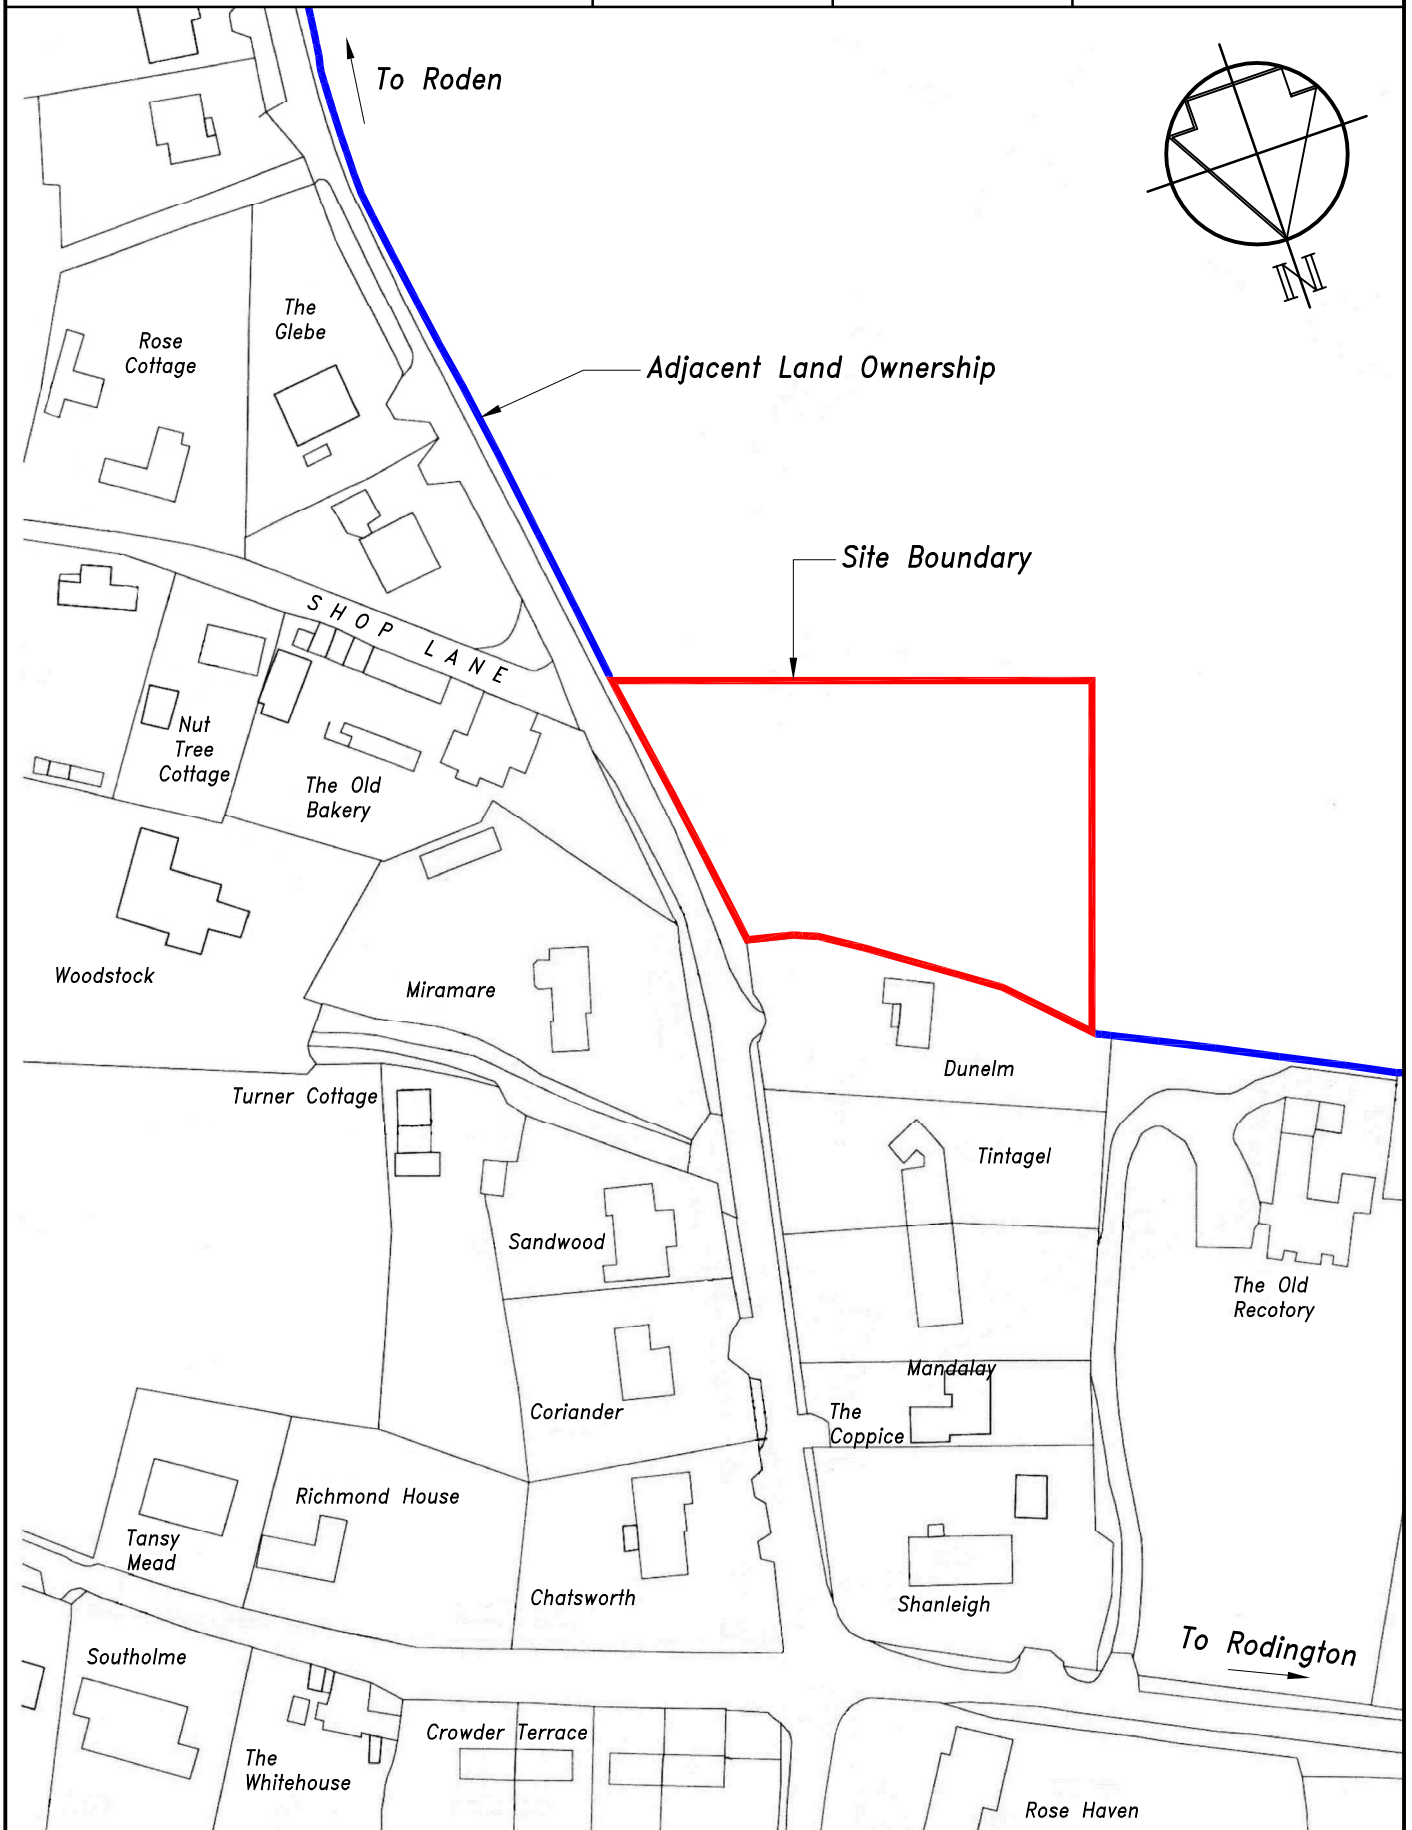 To Roden
N
The
Glebe
Rose
Cottage
Adjacent Land Ownership
Site Boundary
SHOP LANE
Nut
Tree
Cottage
The Old
Bakery
Woodstock
Miramare
Dunelm
Turner Cottage
Tintagel
Sandwood
The Old
Recotory
Mandalay
The
Coppice
Coriander
Richmond House
Tansy
Mead
Chatsworth
Shanleigh
To Rodington
Southolme
Crowder Terrace
The
Whitehouse
Rose Haven